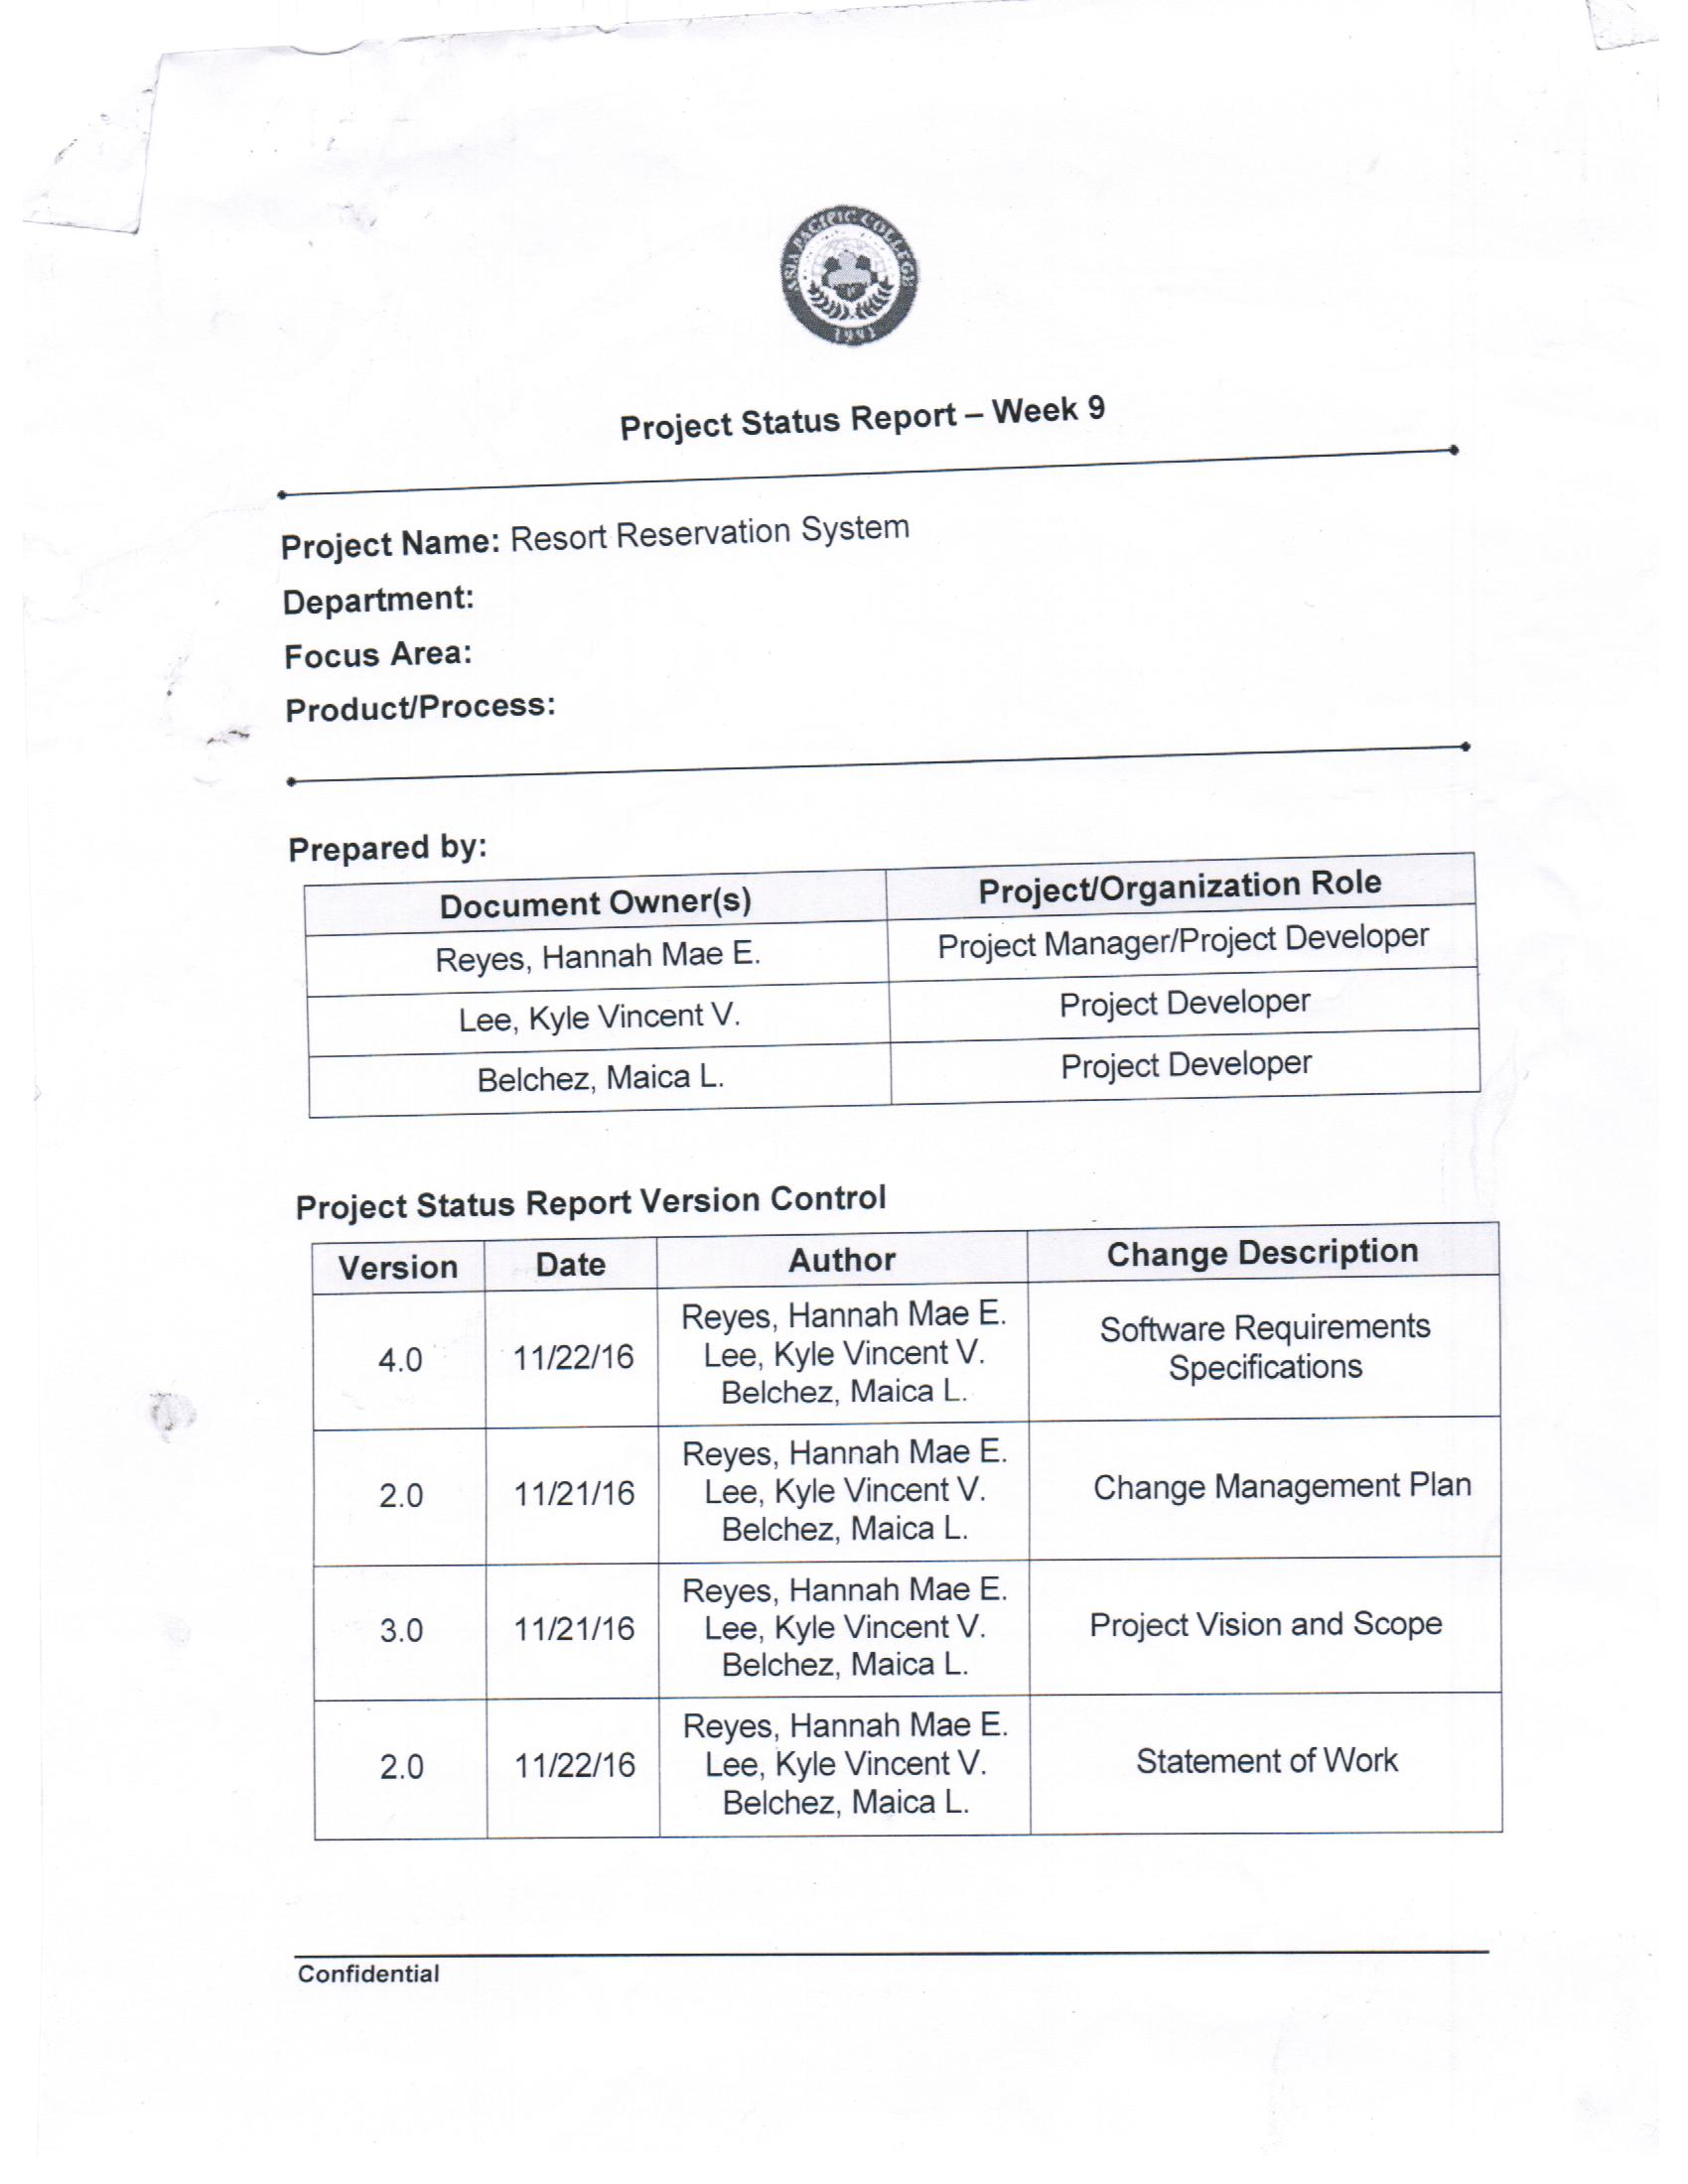 ASIA PACIFIC COLLEGE
1991
Project Status Report – Week 9
Project Name: Resort Reservation System
Department:
Focus Area:
Product/Process:
Prepared by:
Document Owner(s) Project/Organization Role
Reyes, Hannah Mae E. Project Manager/Project Developer
Lee, Kyle Vincent V. Project Developer
Belchez, Maica L. Project Developer
Project Status Report Version Control
Version Date Author Change Description
4.0 11/22/16 Reyes, Hannah Mae E. Software Requirements
Lee, Kyle Vincent V. Specifications
Belchez, Maica L.
2.0 11/21/16 Reyes, Hannah Mae E. Change Management Plan
Lee, Kyle Vincent V.
Belchez, Maica L.
3.0 11/21/16 Reyes, Hannah Mae E. Project Vision and Scope
Lee, Kyle Vincent V.
Belchez, Maica L.
2.0 11/22/16 Reyes, Hannah Mae E. Statement of Work
Lee, Kyle Vincent V.
Belchez, Maica L.
Confidential